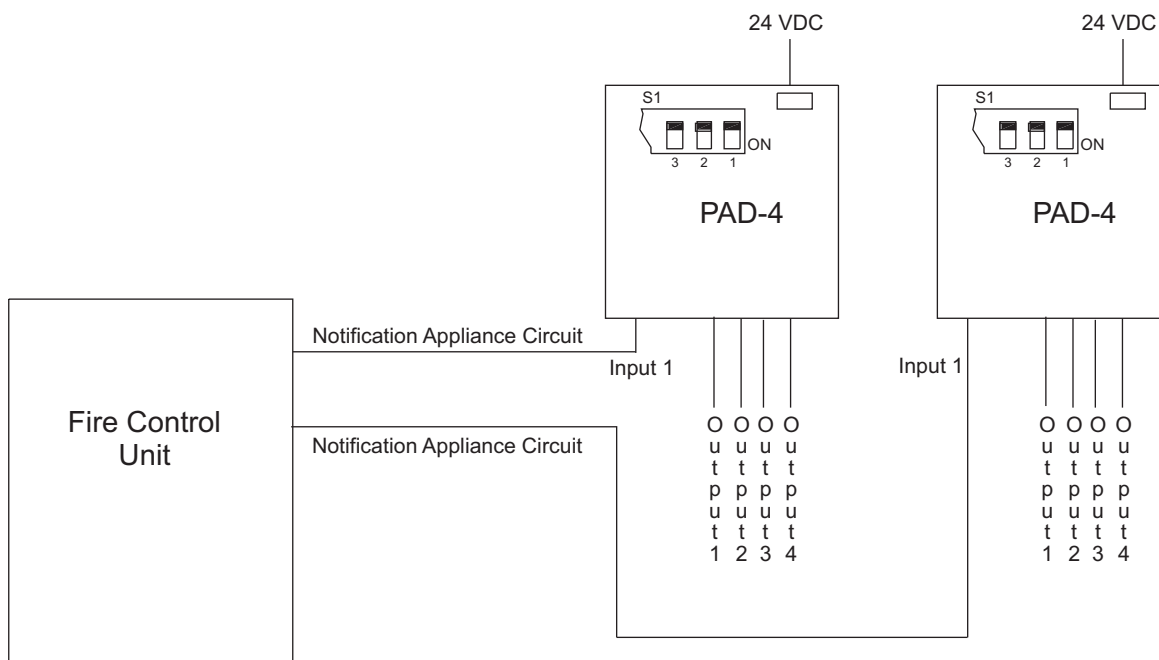 24 VDC
24 VDC
S1
ON
3 2 1
PAD-4
S1
ON
3 2 1
PAD-4
Notification Appliance Circuit
Input 1
Input 1
Fire Control
Unit
Notification Appliance Circuit
Output 1
Output 2
Output 3
Output 4
Output 1
Output 2
Output 3
Output 4